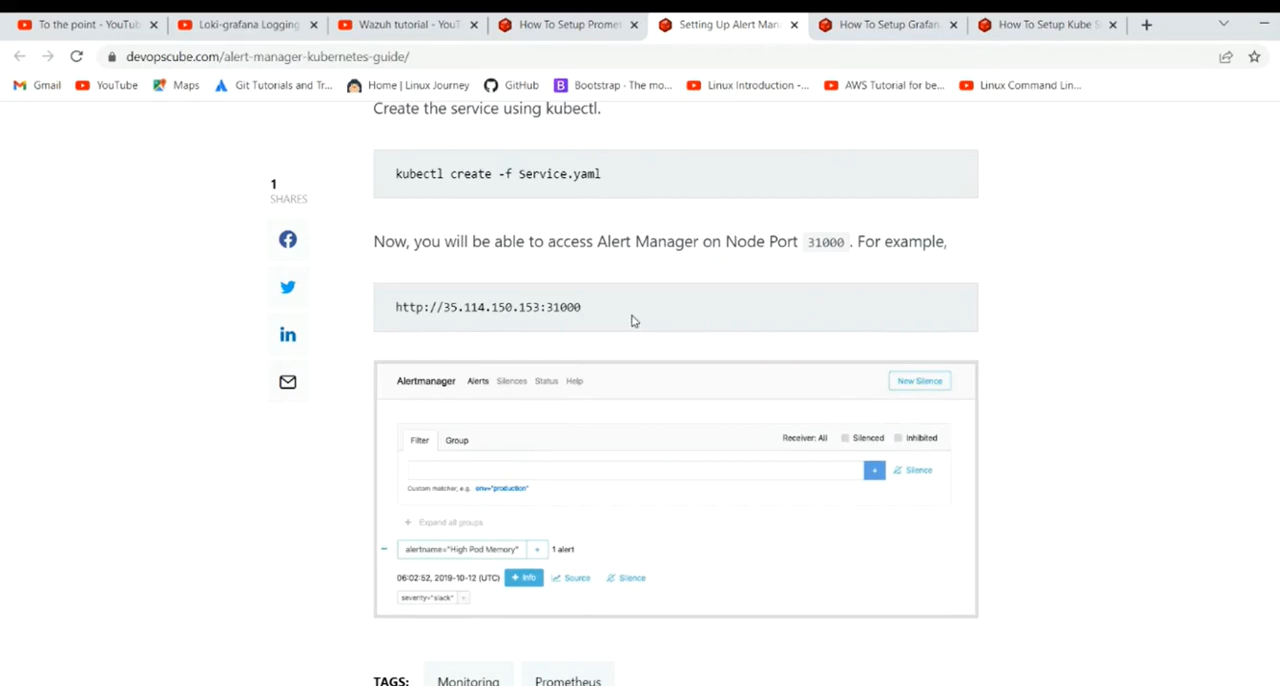 To the point - YouTub
Loki-grafana Logging
Wazuh tutorial - YouT
How To Setup Promet
Setting Up Alert Man
How To Setup Grafan
How To Setup Kube S
devopscube.com/alert-manager-kubernetes-guide/
Gmail
YouTube
Maps
Git Tutorials and Tr...
Home | Linux Journey
GitHub
Bootstrap · The mo...
Linux Introduction -...
AWS Tutorial for be...
Linux Command Lin...
Create the service using kubectl.
kubectl create -f Service.yaml
1
SHARES
Now, you will be able to access Alert Manager on Node Port 31000. For example,
http://35.114.150.153:31000
Alertmanager Alerts Silences Status Help
New Silence
Filter Group
Receiver: All Silenced Inhibited
+ Silence
Custom matcher, e.g. env="production"
+ Expand all groups
alertname="High Pod Memory" + 1 alert
06:02:52, 2019-10-12 (UTC) + Info Source Silence
severity="slack" +
TAGS: Monitoring Prometheus